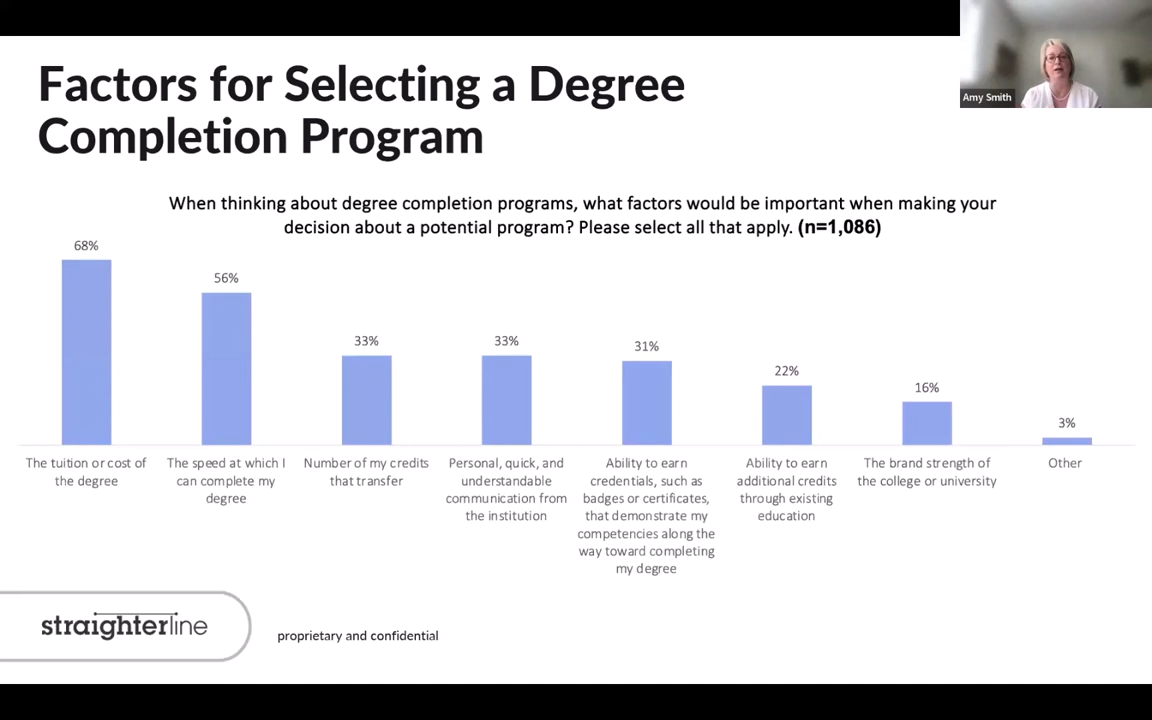 Amy Smith
Factors for Selecting a Degree
Completion Program
When thinking about degree completion programs, what factors would be important when making your
decision about a potential program? Please select all that apply. (n=1,086)
68%
56%
33%
33%
31%
22%
16%
3%
The tuition or cost of
the degree
The speed at which I
can complete my
degree
Number of my credits
that transfer
Personal, quick, and
understandable
communication from
the institution
Ability to earn
credentials, such as
badges or certificates,
that demonstrate my
competencies along the
way toward completing
my degree
Ability to earn
additional credits
through existing
education
The brand strength of
the college or university
Other
straighterline
proprietary and confidential